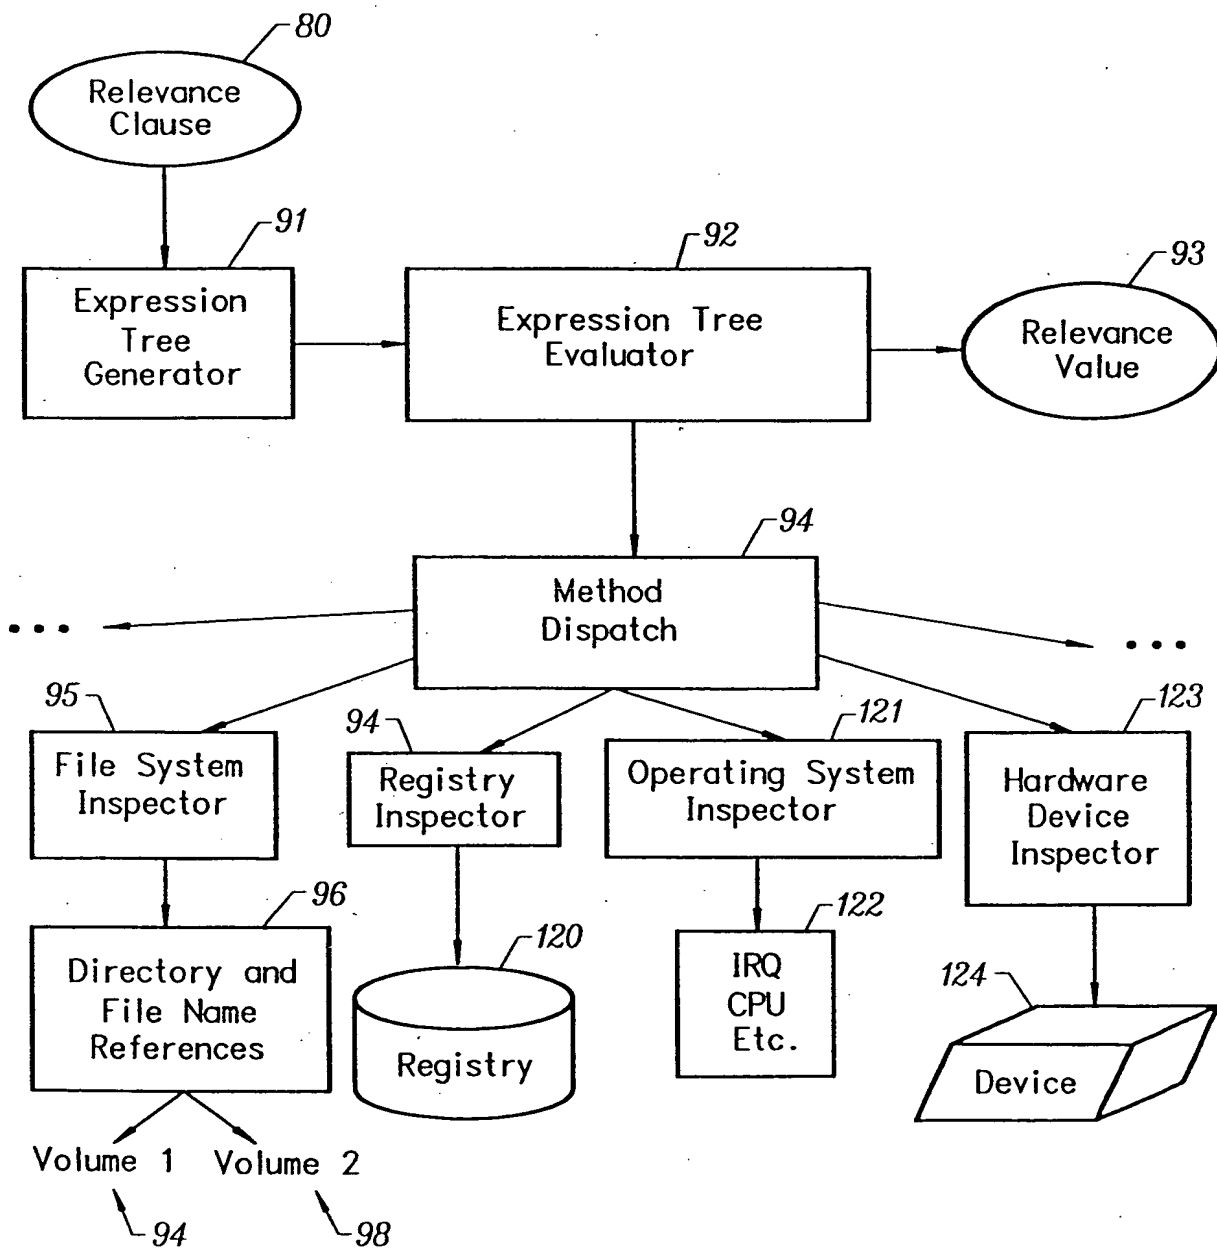 80
Relevance
Clause
91
92
93
Expression
Tree
Generator
Expression Tree
Evaluator
Relevance
Value
94
Method
Dispatch
• • •
• • •
95
94
121
123
File System
Inspector
Registry
Inspector
Operating System
Inspector
Hardware
Device
Inspector
96
120
122
124
Directory and
File Name
References
Registry
IRQ
CPU
Etc.
Device
Volume 1
Volume 2
94
98